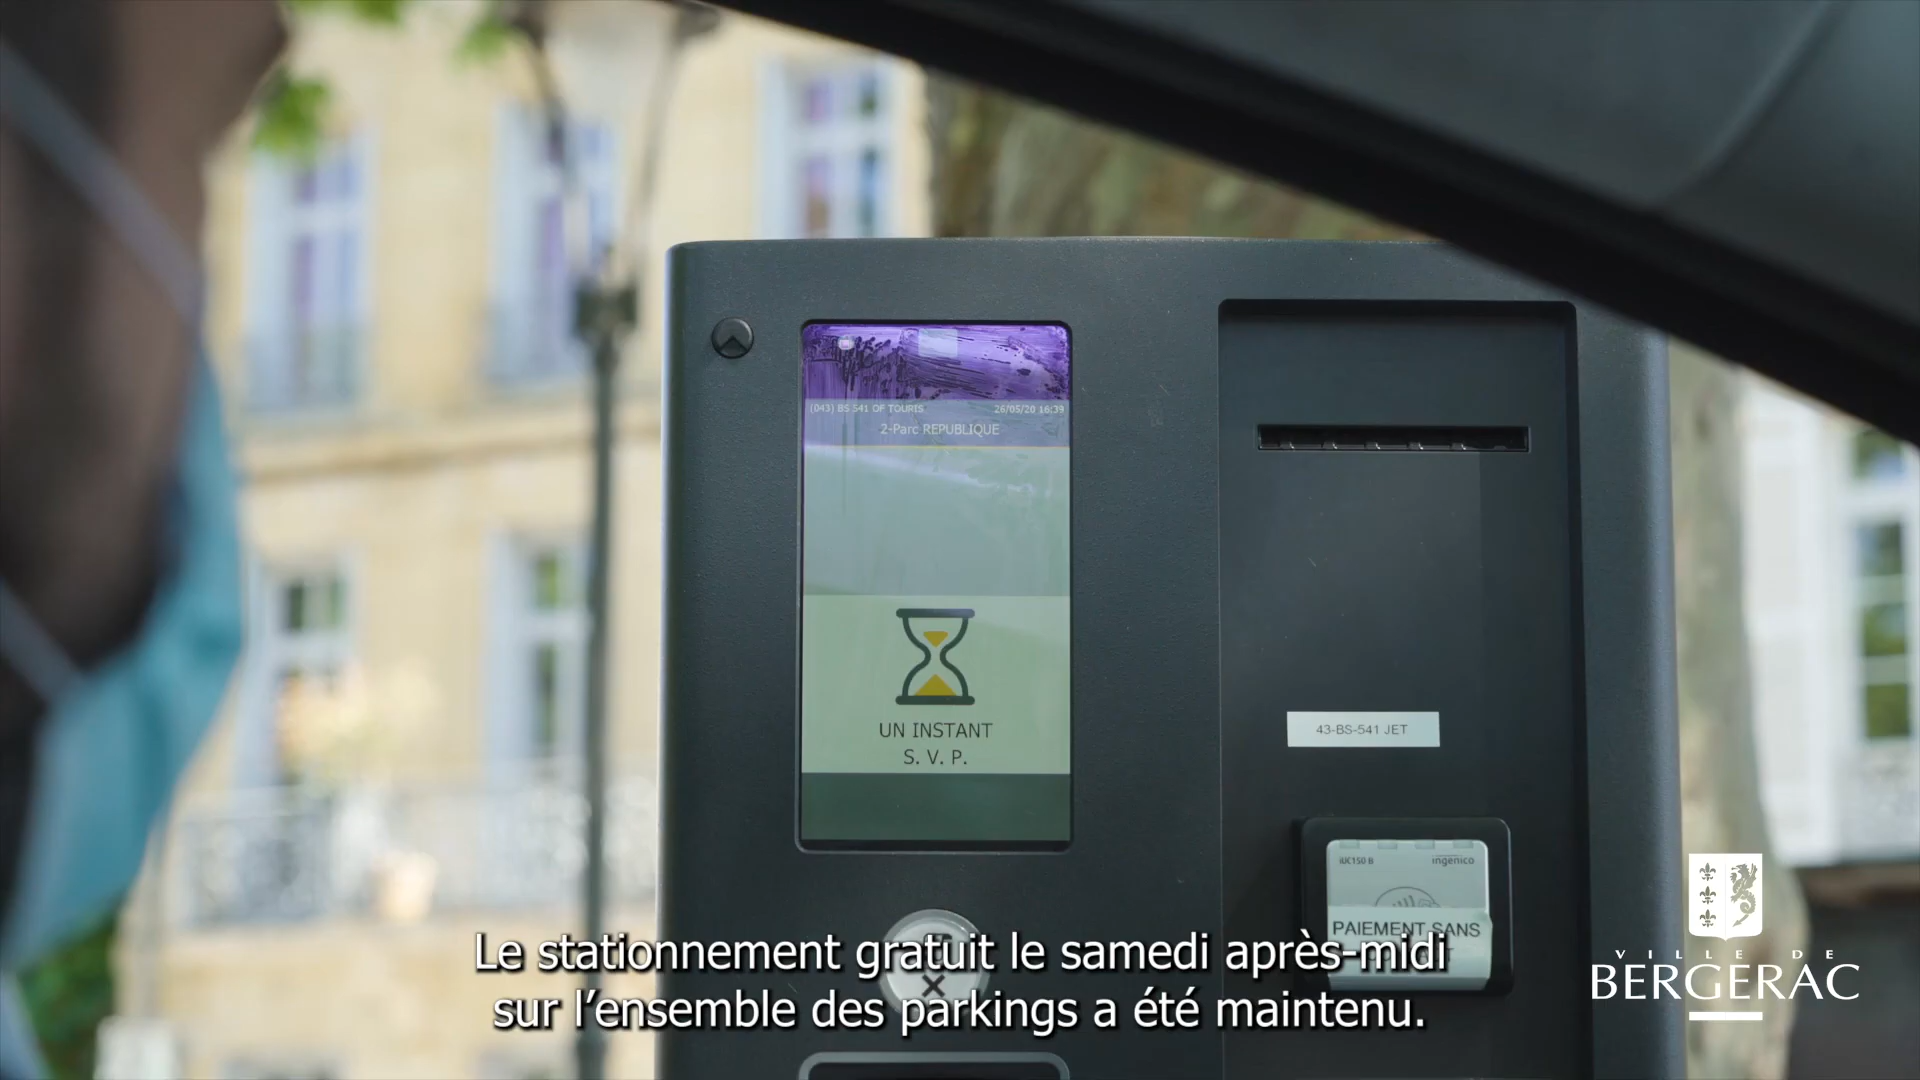 (043) BS 541 OF TOURIS 26/05/20 16:39
2-Parc REPUBLIQUE
UN INSTANT
S. V. P.
43-BS-541 JET
iUC150 B ingenico
PAIEMENT SANS
Le stationnement gratuit le samedi après-midi
sur l'ensemble des parkings a été maintenu.
VILLE DE
BERGERAC